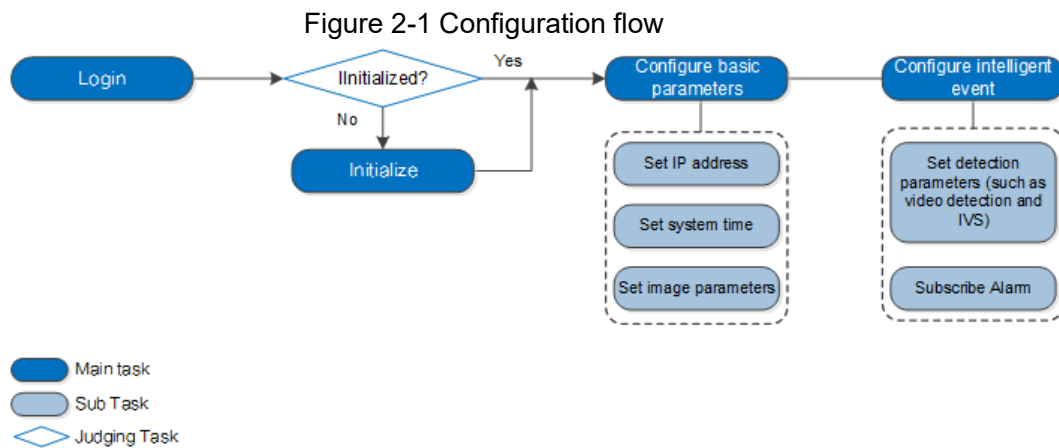 Figure 2-1 Configuration flow
Login
IInitialized?
Yes
No
Initialize
Configure basic
parameters
Set IP address
Set system time
Set image parameters
Configure intelligent
event
Set detection
parameters (such as
video detection and
IVS)
Subscribe Alarm
Main task
Sub Task
Judging Task